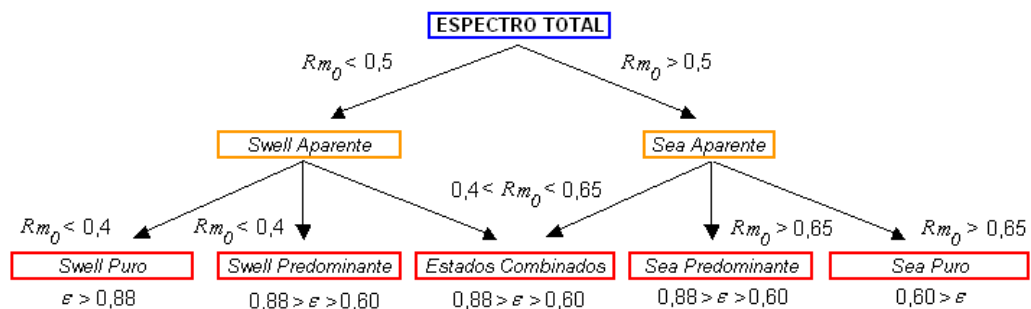 ESPECTRO TOTAL
Rm₀ < 0,5
Rm₀ > 0,5
Swell Aparente
Sea Aparente
0,4 < Rm₀ < 0,65
Rm₀ < 0,4
Rm₀ < 0,4
Rm₀ > 0,65
Rm₀ > 0,65
Swell Puro
Swell Predominante
Estados Combinados
Sea Predominante
Sea Puro
ε > 0,88
0,88 > ε > 0,60
0,88 > ε > 0,60
0,88 > ε > 0,60
0,60 > ε